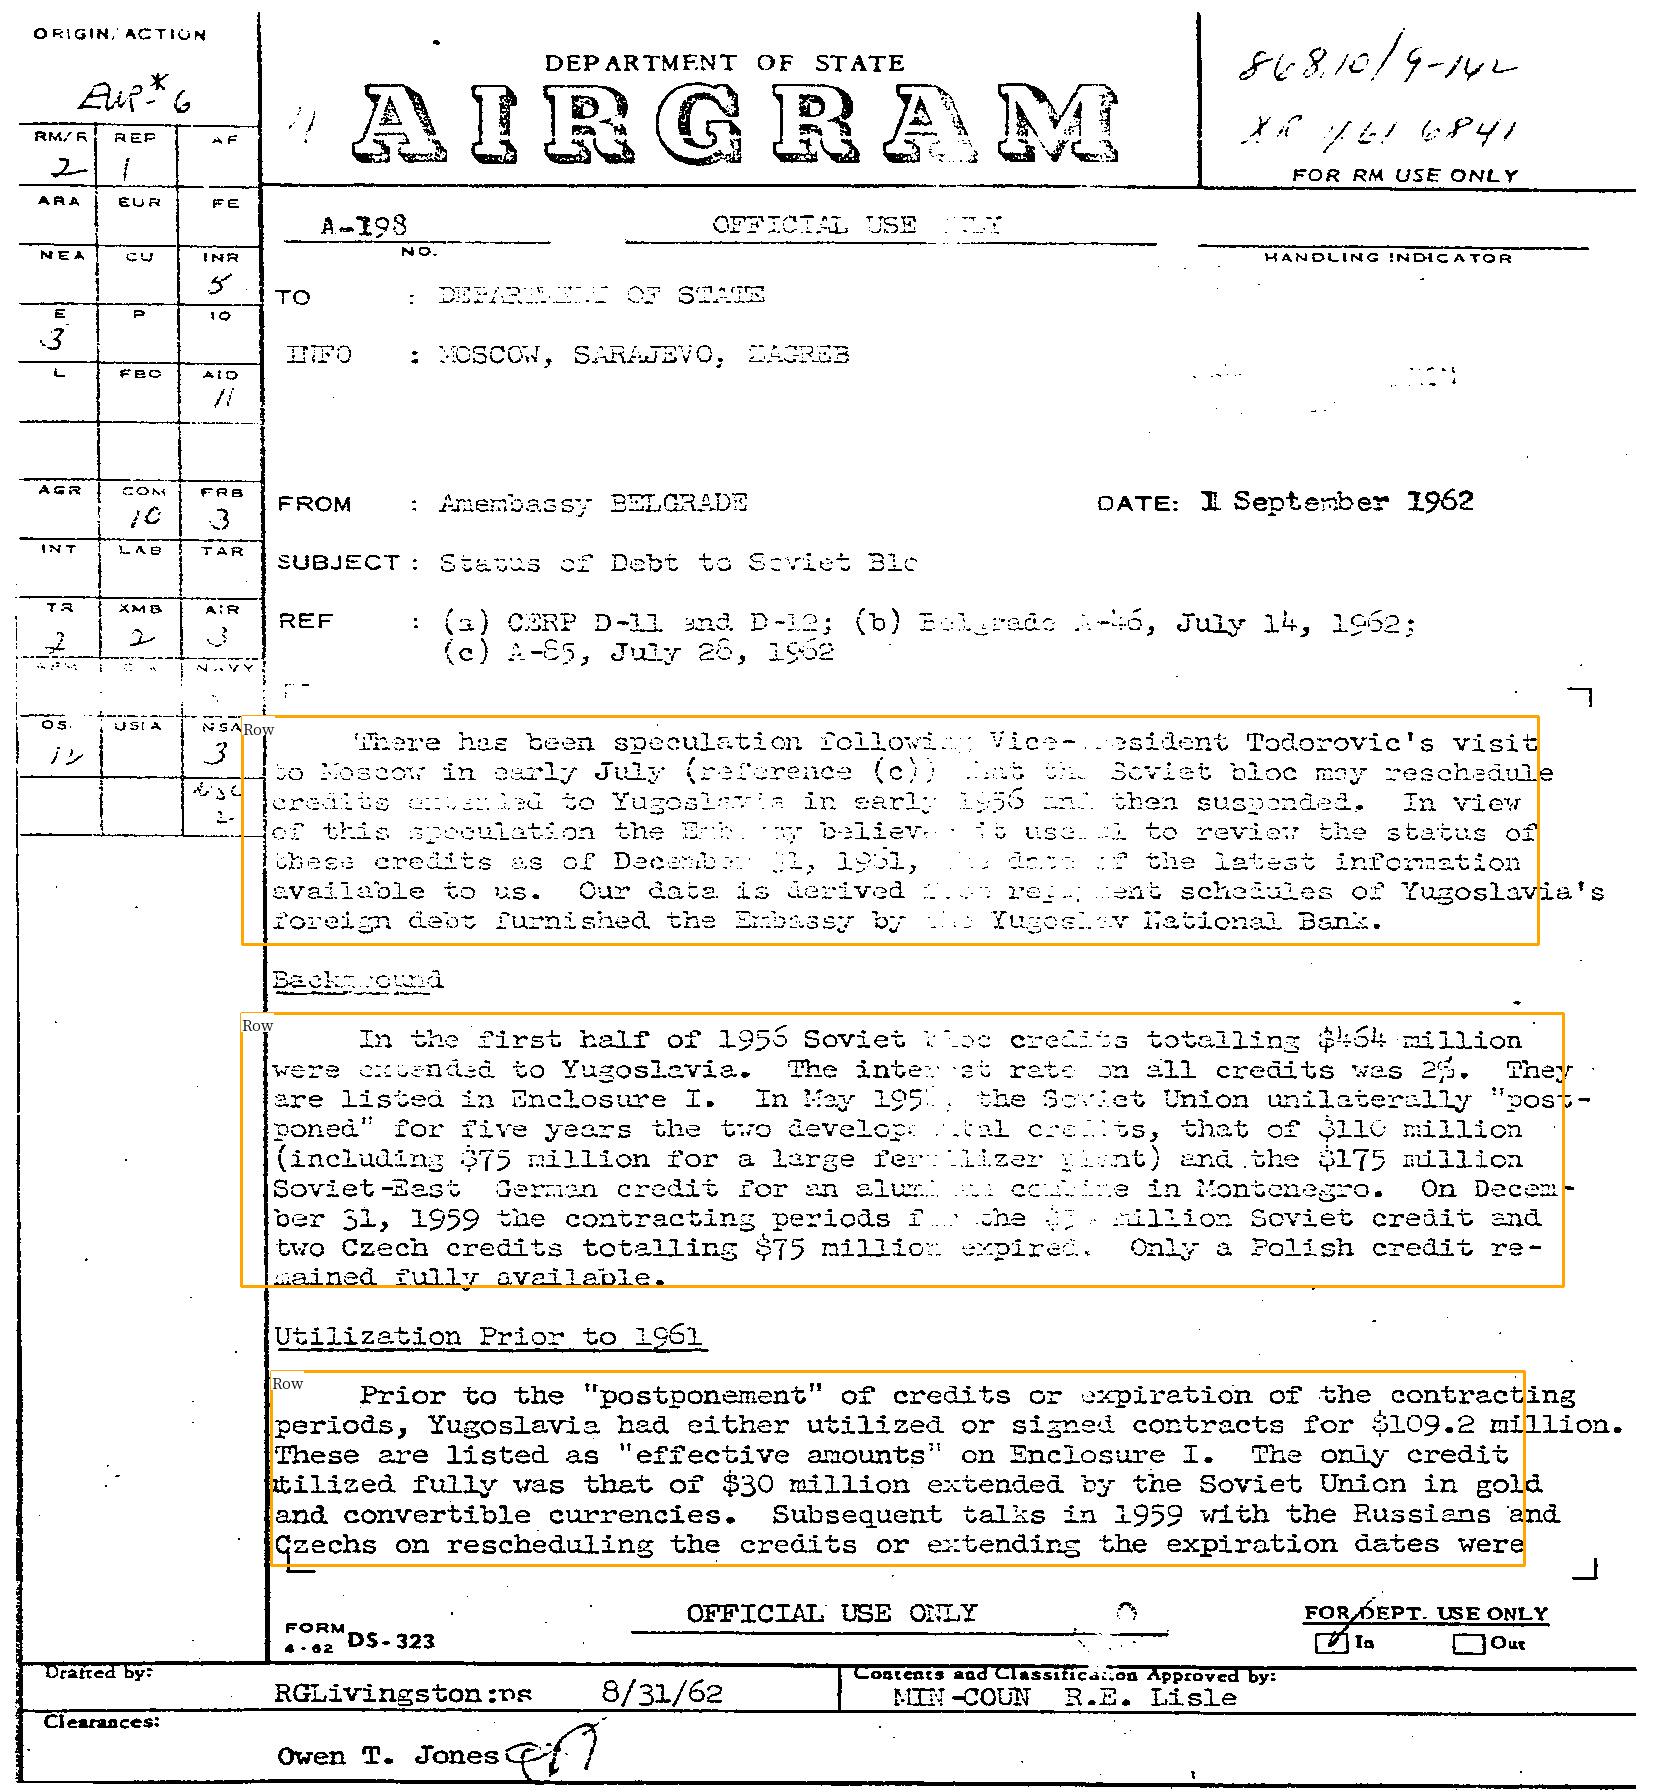 ORIGIN/ACTION
EUR-*6
DEPARTMENT OF STATE
AIRGRAM
868.10/9-162
XR 461 6841
FOR RM USE ONLY
RM/R REP AF
2 1
ARA EUR FE
NEA CU INR
5
E P IO
3
L FBO AID
11
AGR COM FRB
10 3
INT LAB TAR
TR XMB AIR
2 2 3
NAVY
OS USIA NSA
12 3
NSC
2
A-198
NO.
OFFICIAL USE ONLY
HANDLING INDICATOR
TO : DEPARTMENT OF STATE
INFO : MOSCOW, SARAJEVO, ZAGREB
FROM : Amembassy BELGRADE
DATE: 1 September 1962
SUBJECT : Status of Debt to Soviet Bloc
REF : (a) CERP D-11 and D-12; (b) Belgrade A-46, July 14, 1962;
(c) A-85, July 28, 1962
Row
There has been speculation following Vice-President Todorovic's visit
to Moscow in early July (reference (c)) that the Soviet bloc may reschedule
credits extended to Yugoslavia in early 1956 and then suspended. In view
of this speculation the Embassy believes it useful to review the status of
these credits as of December 31, 1961, the date of the latest information
available to us. Our data is derived from repayment schedules of Yugoslavia's
foreign debt furnished the Embassy by the Yugoslav National Bank.
Background
Row
In the first half of 1956 Soviet bloc credits totalling $464 million
were extended to Yugoslavia. The interest rate on all credits was 2%. They
are listed in Enclosure I. In May 1958, the Soviet Union unilaterally "post-
poned" for five years the two developmental credits, that of $110 million
(including $75 million for a large fertilizer plant) and the $175 million
Soviet-East German credit for an aluminum combine in Montenegro. On Decem-
ber 31, 1959 the contracting periods for the million Soviet credit and
two Czech credits totalling $75 million expired. Only a Polish credit re-
mained fully available.
Utilization Prior to 1961
Row
Prior to the "postponement" of credits or expiration of the contracting
periods, Yugoslavia had either utilized or signed contracts for $109.2 million.
These are listed as "effective amounts" on Enclosure I. The only credit
utilized fully was that of $30 million extended by the Soviet Union in gold
and convertible currencies. Subsequent talks in 1959 with the Russians and
Czechs on rescheduling the credits or extending the expiration dates were
FORM
4-62 DS-323
OFFICIAL USE ONLY
FOR DEPT. USE ONLY
In Out
Drafted by:
RGLivingston:ns 8/31/62
Contents and Classification Approved by:
MIN-COUN R.E. Lisle
Clearances:
Owen T. Jones